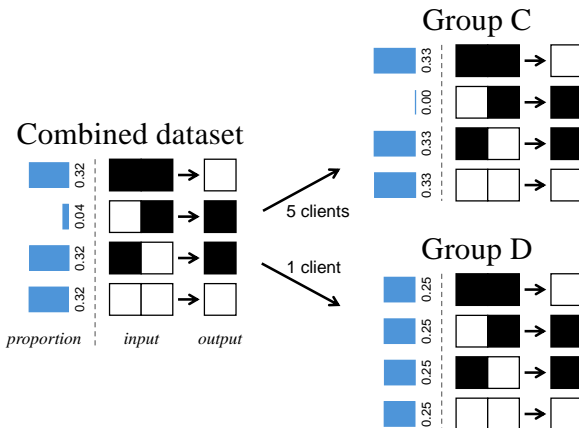 Combined dataset
0.32
0.04
0.32
0.32
proportion
input
output
5 clients
1 client
Group C
0.33
0.00
0.33
0.33
Group D
0.25
0.25
0.25
0.25